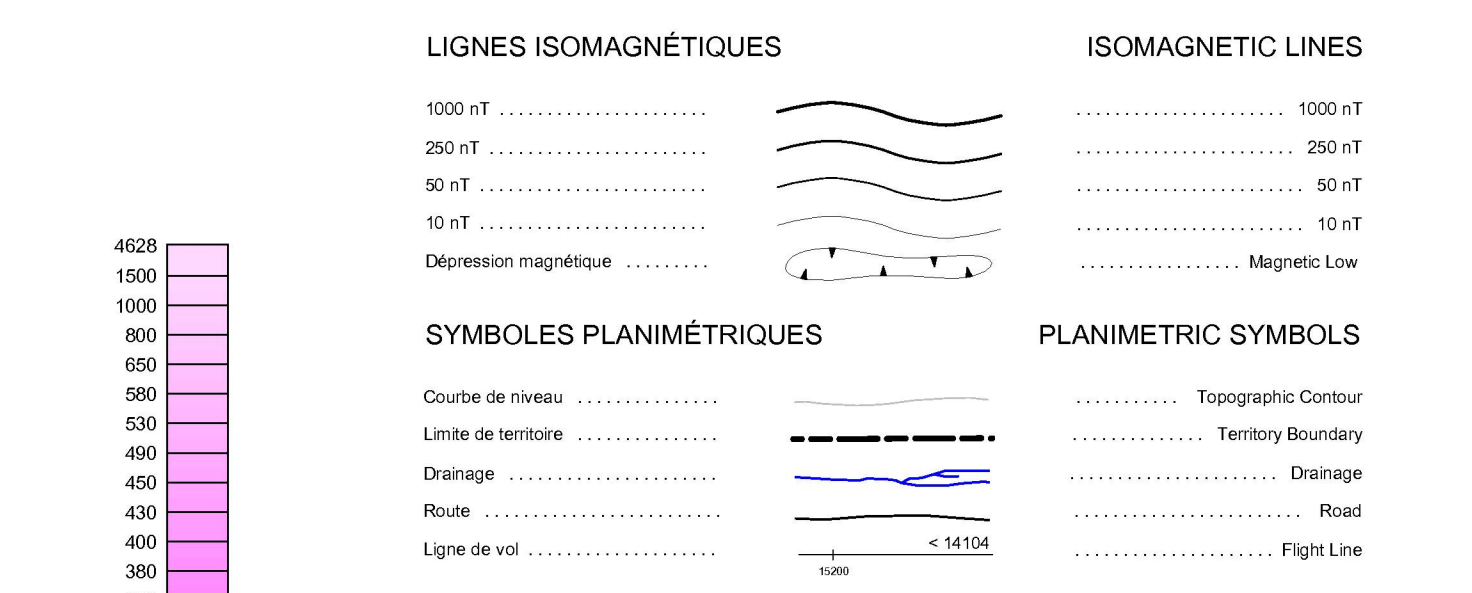 LIGNES ISOMAGNÉTIQUES ISOMAGNETIC LINES
1000 nT ...................... 1000 nT
250 nT ....................... 250 nT
50 nT ........................ 50 nT
10 nT ........................ 10 nT
Dépression magnétique ......... Magnetic Low
SYMBOLES PLANIMÉTRIQUES PLANIMETRIC SYMBOLS
Courbe de niveau ............... Topographic Contour
Limite de territoire ............... Territory Boundary
Drainage ...................... Drainage
Route ......................... Road
Ligne de vol .................... < 14104 Flight Line
15200
4628
1500
1000
800
650
580
530
490
450
430
400
380